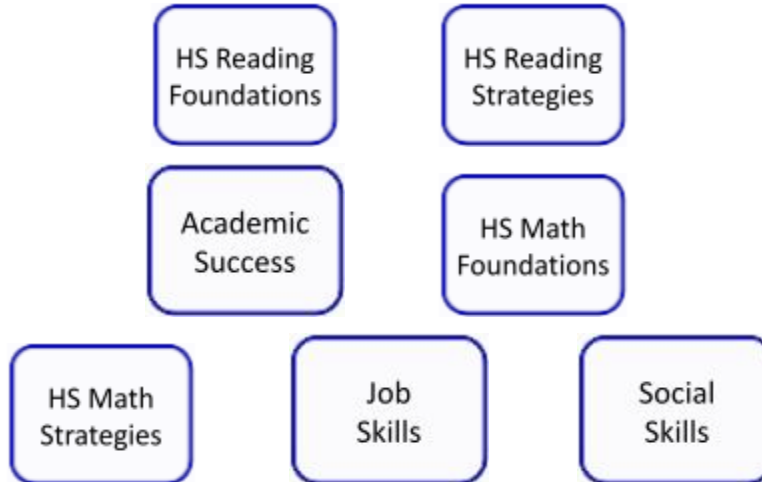 HS Reading
Foundations
HS Reading
Strategies
Academic
Success
HS Math
Foundations
HS Math
Strategies
Job
Skills
Social
Skills